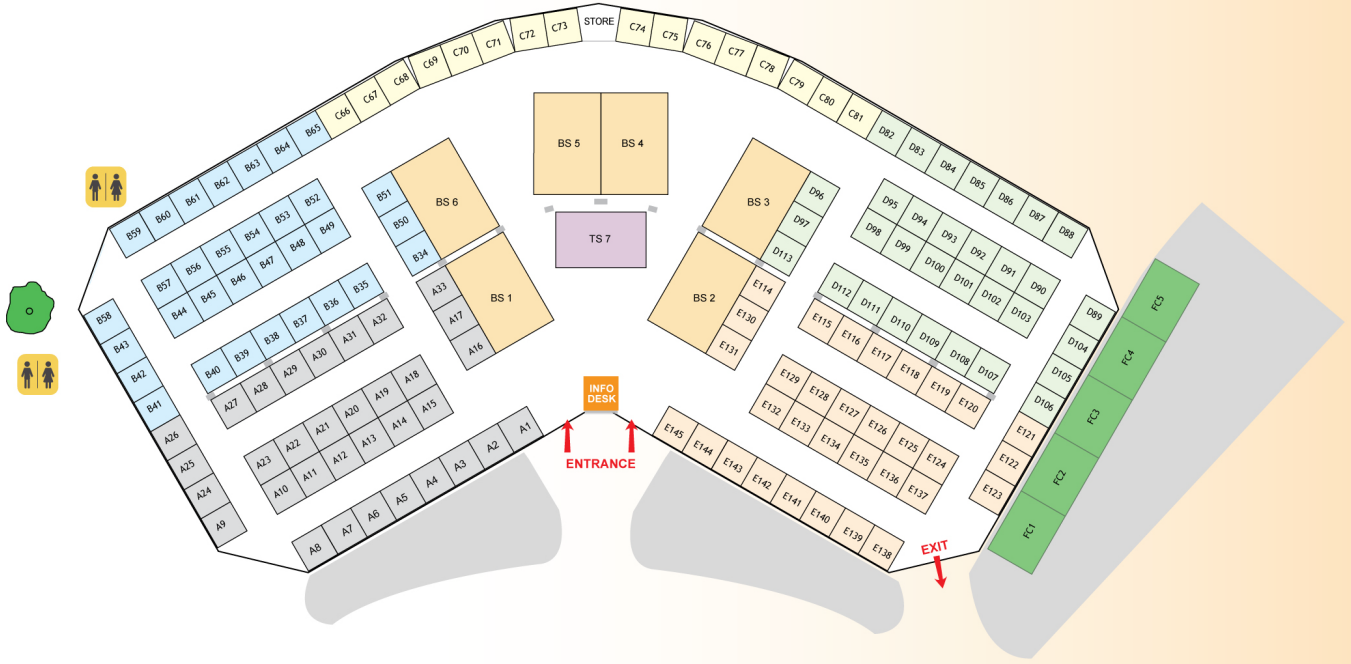 C66
C67
C68
C69
C70
C71
C72
C73
STORE
C74
C75
C76
C77
C78
C79
C80
C81
B59
B60
B61
B62
B63
B64
B65
D82
D83
D84
D85
D86
D87
D88
BS 5
BS 4
BS 6
BS 3
TS 7
BS 1
BS 2
B57
B56
B55
B54
B53
B52
B44
B45
B46
B47
B48
B49
B51
B50
B34
A33
A17
A16
D96
D97
D113
E114
E130
E131
D95
D94
D93
D92
D91
D90
D98
D99
D100
D101
D102
D103
B58
B43
B42
B41
A26
A25
A24
A9
B40
B39
B38
B37
B36
B35
A27
A28
A29
A30
A31
A32
D112
D111
D110
D109
D108
D107
E115
E116
E117
E118
E119
E120
D89
D104
D105
D106
E121
E122
E123
FC5
FC4
FC3
FC2
FC1
A23
A22
A21
A20
A19
A18
A10
A11
A12
A13
A14
A15
E129
E128
E127
E126
E125
E124
E132
E133
E134
E135
E136
E137
INFO
DESK
ENTRANCE
A8
A7
A6
A5
A4
A3
A2
A1
E145
E144
E143
E142
E141
E140
E139
E138
EXIT